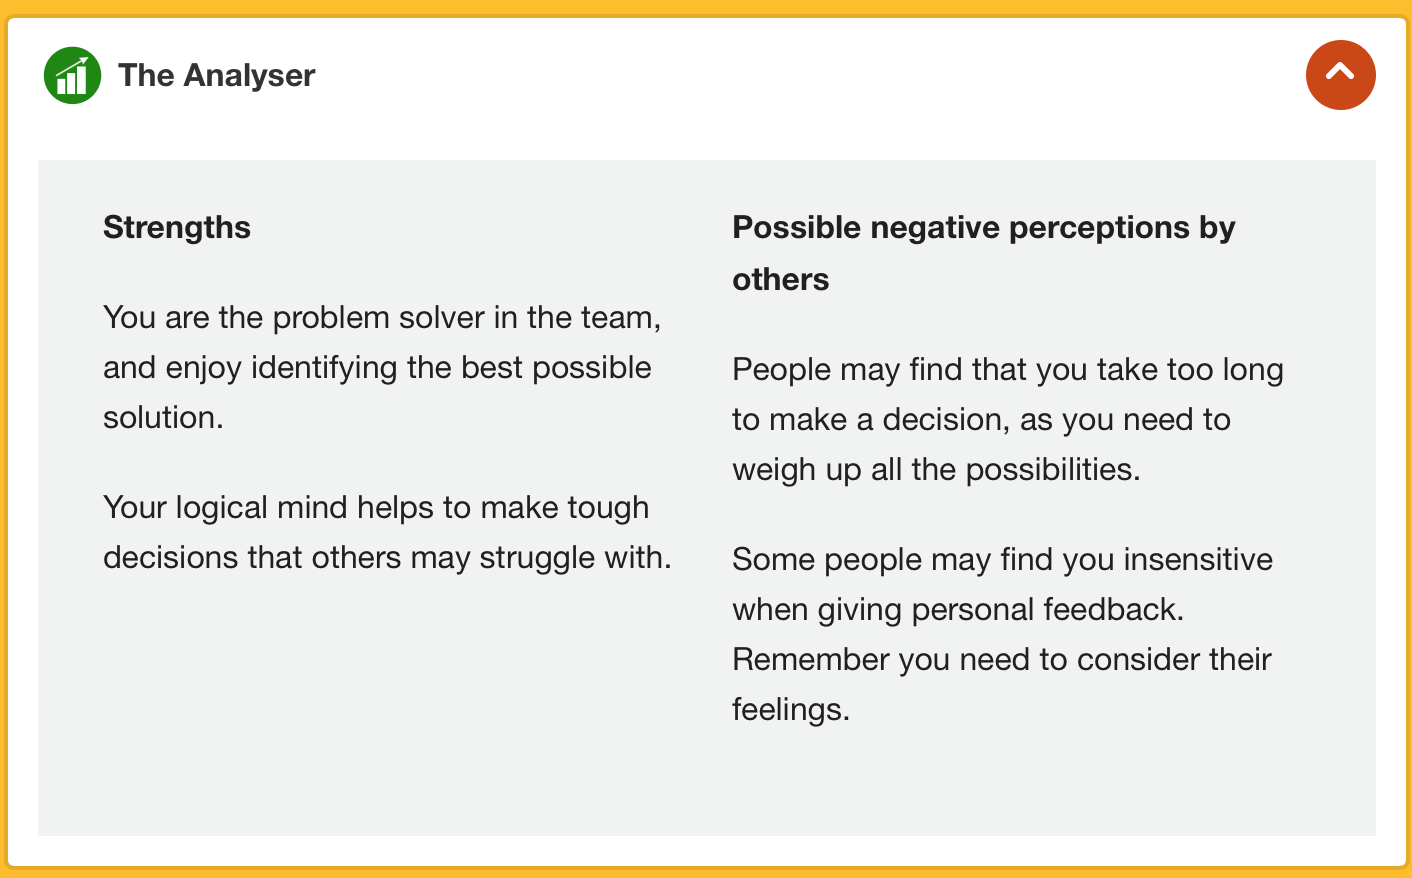 The Analyser
Strengths
You are the problem solver in the team,
and enjoy identifying the best possible
solution.
Your logical mind helps to make tough
decisions that others may struggle with.
Possible negative perceptions by
others
People may find that you take too long
to make a decision, as you need to
weigh up all the possibilities.
Some people may find you insensitive
when giving personal feedback.
Remember you need to consider their
feelings.